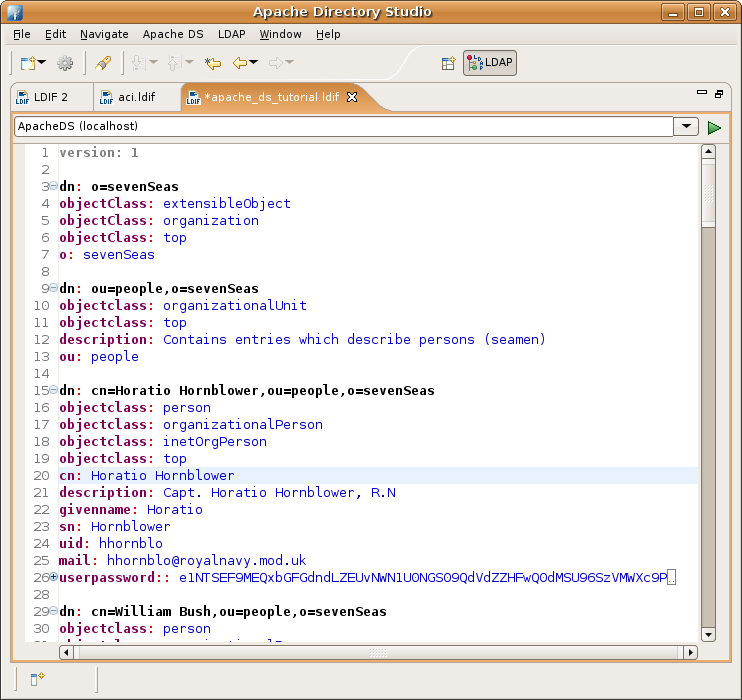 Apache Directory Studio
File Edit Navigate Apache DS LDAP Window Help
LDAP
LDIF 2 aci.ldif *apache_ds_tutorial.ldif
ApacheDS (localhost)
1 version: 1
2
3 dn: o=sevenSeas
4 objectClass: extensibleObject
5 objectClass: organization
6 objectClass: top
7 o: sevenSeas
8
9 dn: ou=people,o=sevenSeas
10 objectclass: organizationalUnit
11 objectclass: top
12 description: Contains entries which describe persons (seamen)
13 ou: people
14
15 dn: cn=Horatio Hornblower,ou=people,o=sevenSeas
16 objectclass: person
17 objectclass: organizationalPerson
18 objectclass: inetOrgPerson
19 objectclass: top
20 cn: Horatio Hornblower
21 description: Capt. Horatio Hornblower, R.N
22 givenname: Horatio
23 sn: Hornblower
24 uid: hhornblo
25 mail: hhornblo@royalnavy.mod.uk
26 userpassword:: e1NTSEF9MEQxbGFGdndLZEUvNWN1U0NGS09QdVdZZHFwQ0dMSU96SzVMWXc9P
28
29 dn: cn=William Bush,ou=people,o=sevenSeas
30 objectclass: person